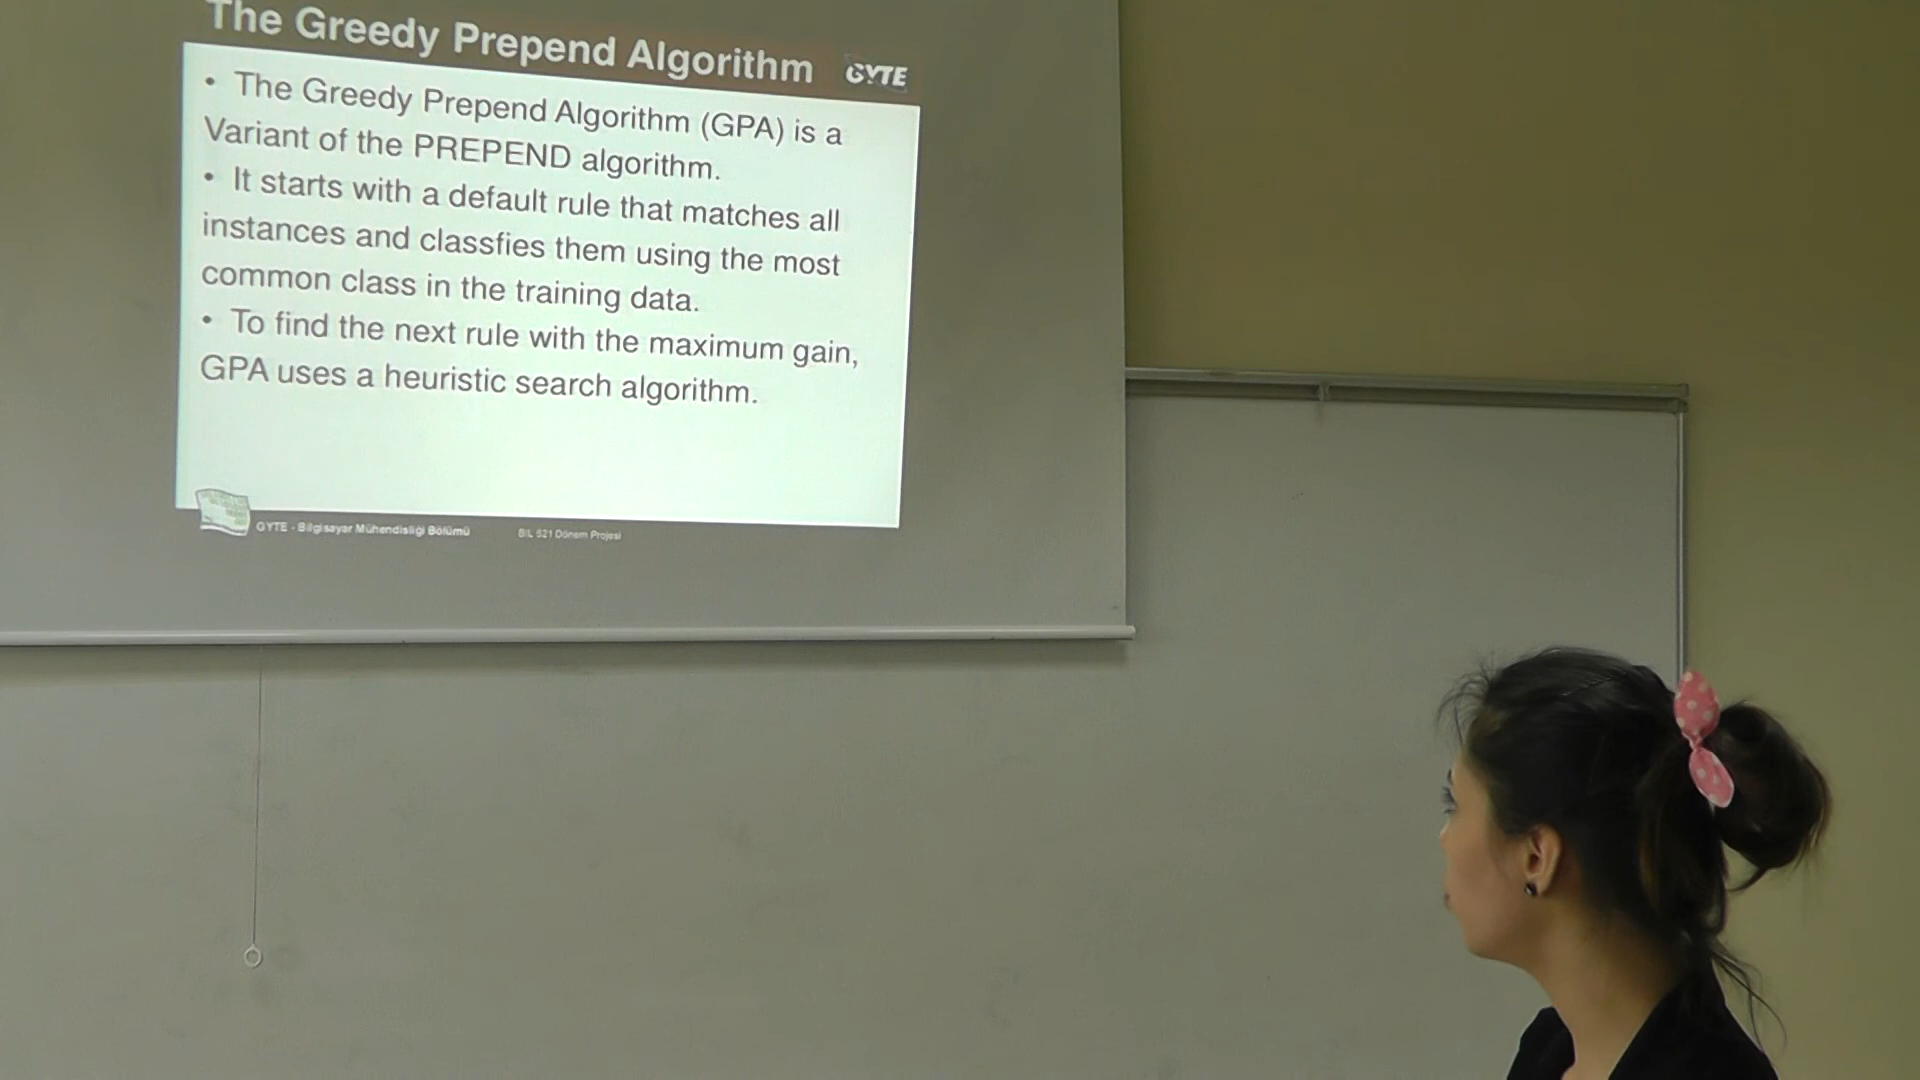 The Greedy Prepend Algorithm
GYTE
• The Greedy Prepend Algorithm (GPA) is a
Variant of the PREPEND algorithm.
• It starts with a default rule that matches all
instances and classfies them using the most
common class in the training data.
• To find the next rule with the maximum gain,
GPA uses a heuristic search algorithm.
GYTE - Bilgisayar Mühendisliği Bölümü
BIL 521 Dönem Projesi